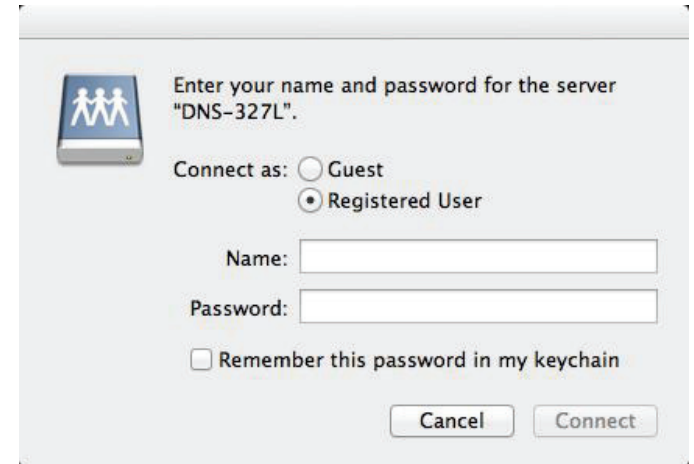 Enter your name and password for the server
"DNS-327L".
Connect as: Guest
Registered User
Name:
Password:
Remember this password in my keychain
Cancel Connect